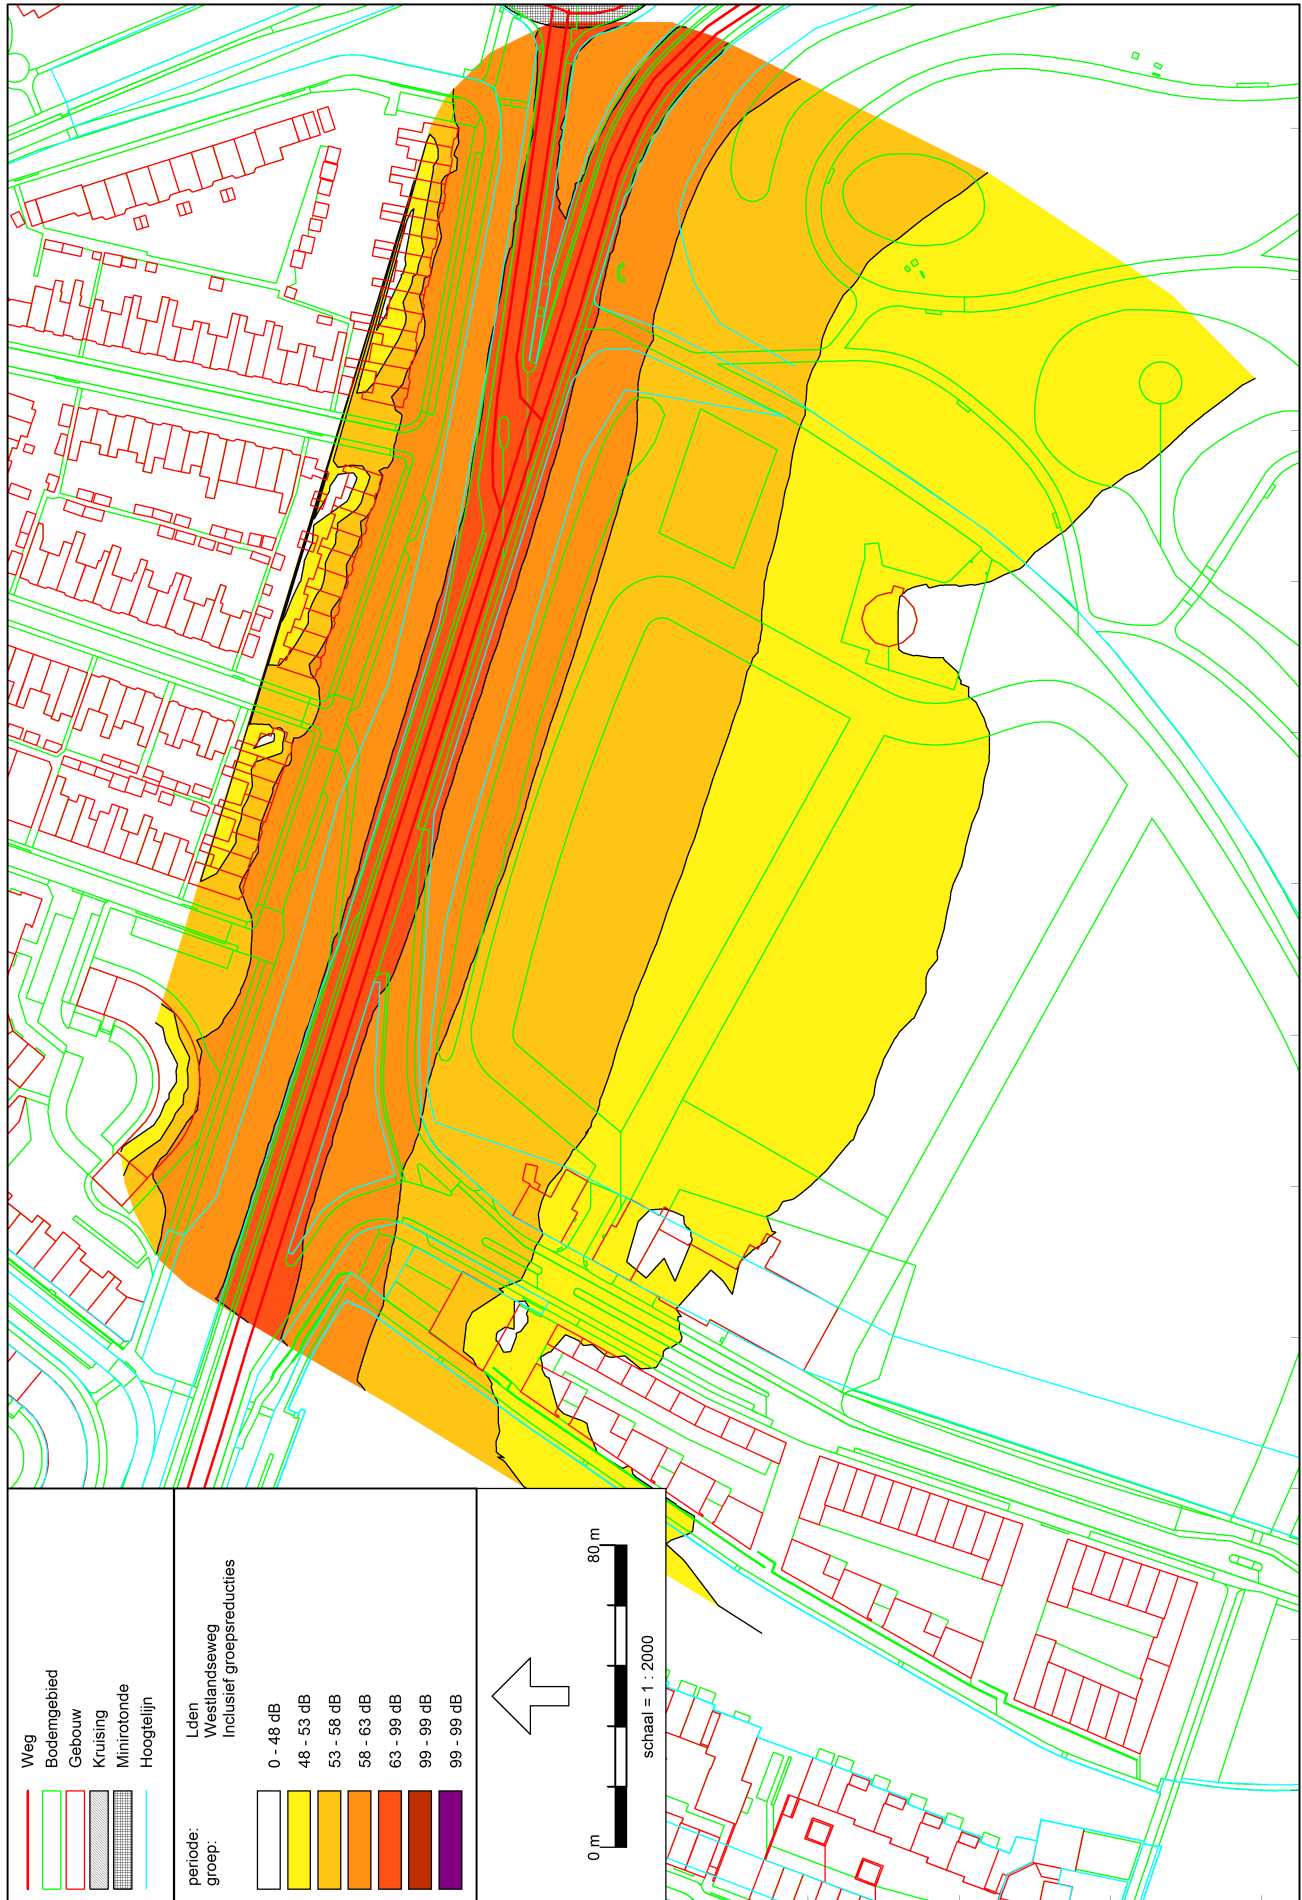 Weg
Bodemgebied
Gebouw
Kruising
Minirotonde
Hoogtelijn
periode: Lden
groep: Westlandseweg
Inclusief groepsreducties
0 - 48 dB
48 - 53 dB
53 - 58 dB
58 - 63 dB
63 - 99 dB
99 - 99 dB
99 - 99 dB
0 m 80 m
schaal = 1 : 2000